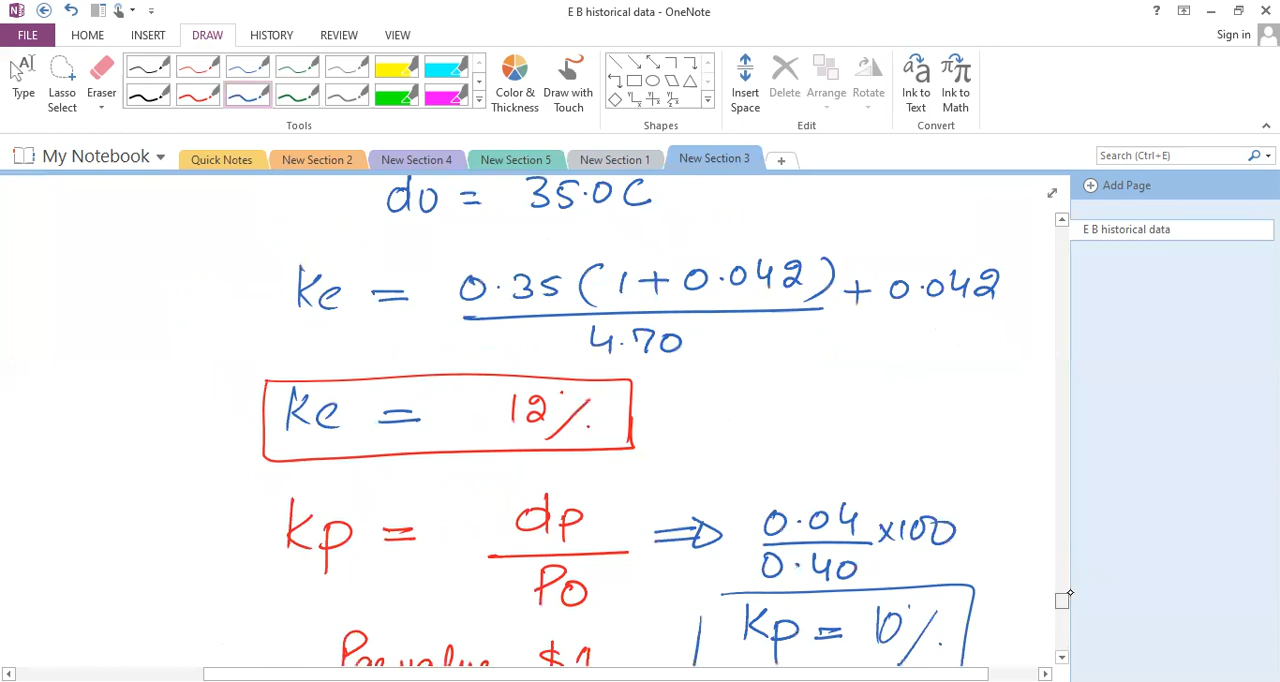 E B historical data - OneNote
?
Sign in
FILE HOME INSERT DRAW HISTORY REVIEW VIEW
Type
Lasso Select
Eraser
Color & Thickness
Draw with Touch
Insert Space
Delete
Arrange
Rotate
Ink to Text
Ink to Math
Tools
Shapes
Edit
Convert
My Notebook
Quick Notes
New Section 2
New Section 4
New Section 5
New Section 1
New Section 3
Search (Ctrl+E)
Add Page
E B historical data
do = 35.0C
Ke = 0.35 (1 + 0.042) + 0.042
4.70
Ke = 12%
Kp = dp ⇒ 0.04 ×100
Po 0.40
Kp = 10%
Par value $1